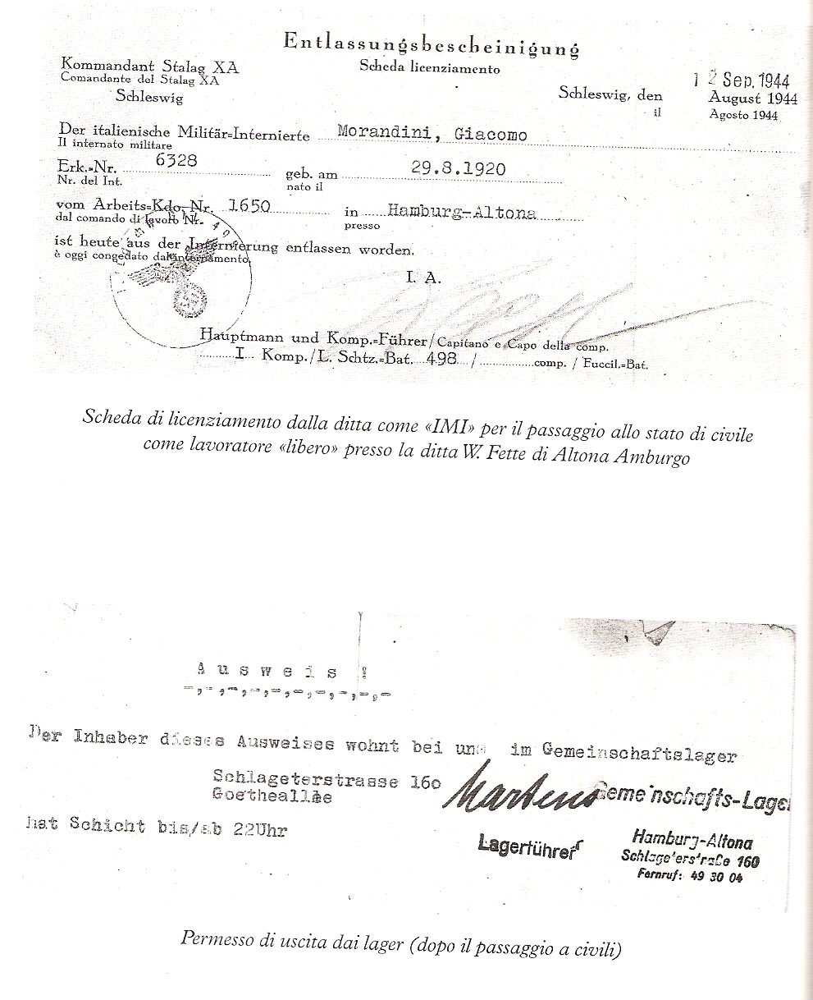 Entlassungsbescheinigung
Scheda licenziamento
Kommandant Stalag XA
Comandante del Stalag XA
Schleswig
12 Sep. 1944
Schleswig, den August 1944
il Agosto 1944
Der italienische Militär=Internierte Morandini, Giacomo
Il internato militare
Erk.=Nr. 6328 geb. am 29.8.1920
Nr. del Int. nato il
vom Arbeits=Kdo. Nr. 1650 in Hamburg-Altona
dal comando di lavoro Nr. presso
ist heute aus der Internierung entlassen worden.
è oggi congedato dal internamento.
I. A.
Hauptmann und Komp.=Führer/Capitano e Capo della comp.
I Komp./L. Schtz.=Bat. 498 / comp. / Fuccil.=Bat.
Scheda di licenziamento dalla ditta come «IMI» per il passaggio allo stato di civile
come lavoratore «libero» presso la ditta W. Fette di Altona Amburgo
Ausweis!
-,-,-,-,-,-,-,-,-,-
Der Inhaber dieses Ausweises wohnt bei uns im Gemeinschaftslager
Schlageterstrasse 16o
Goetheallee
hat Schicht bis/ab 22Uhr
Martens
Lagerführer
Gemeinschafts-Lager
Hamburg-Altona
Schlageterstraße 160
Fernruf: 49 30 04
Permesso di uscita dai lager (dopo il passaggio a civili)